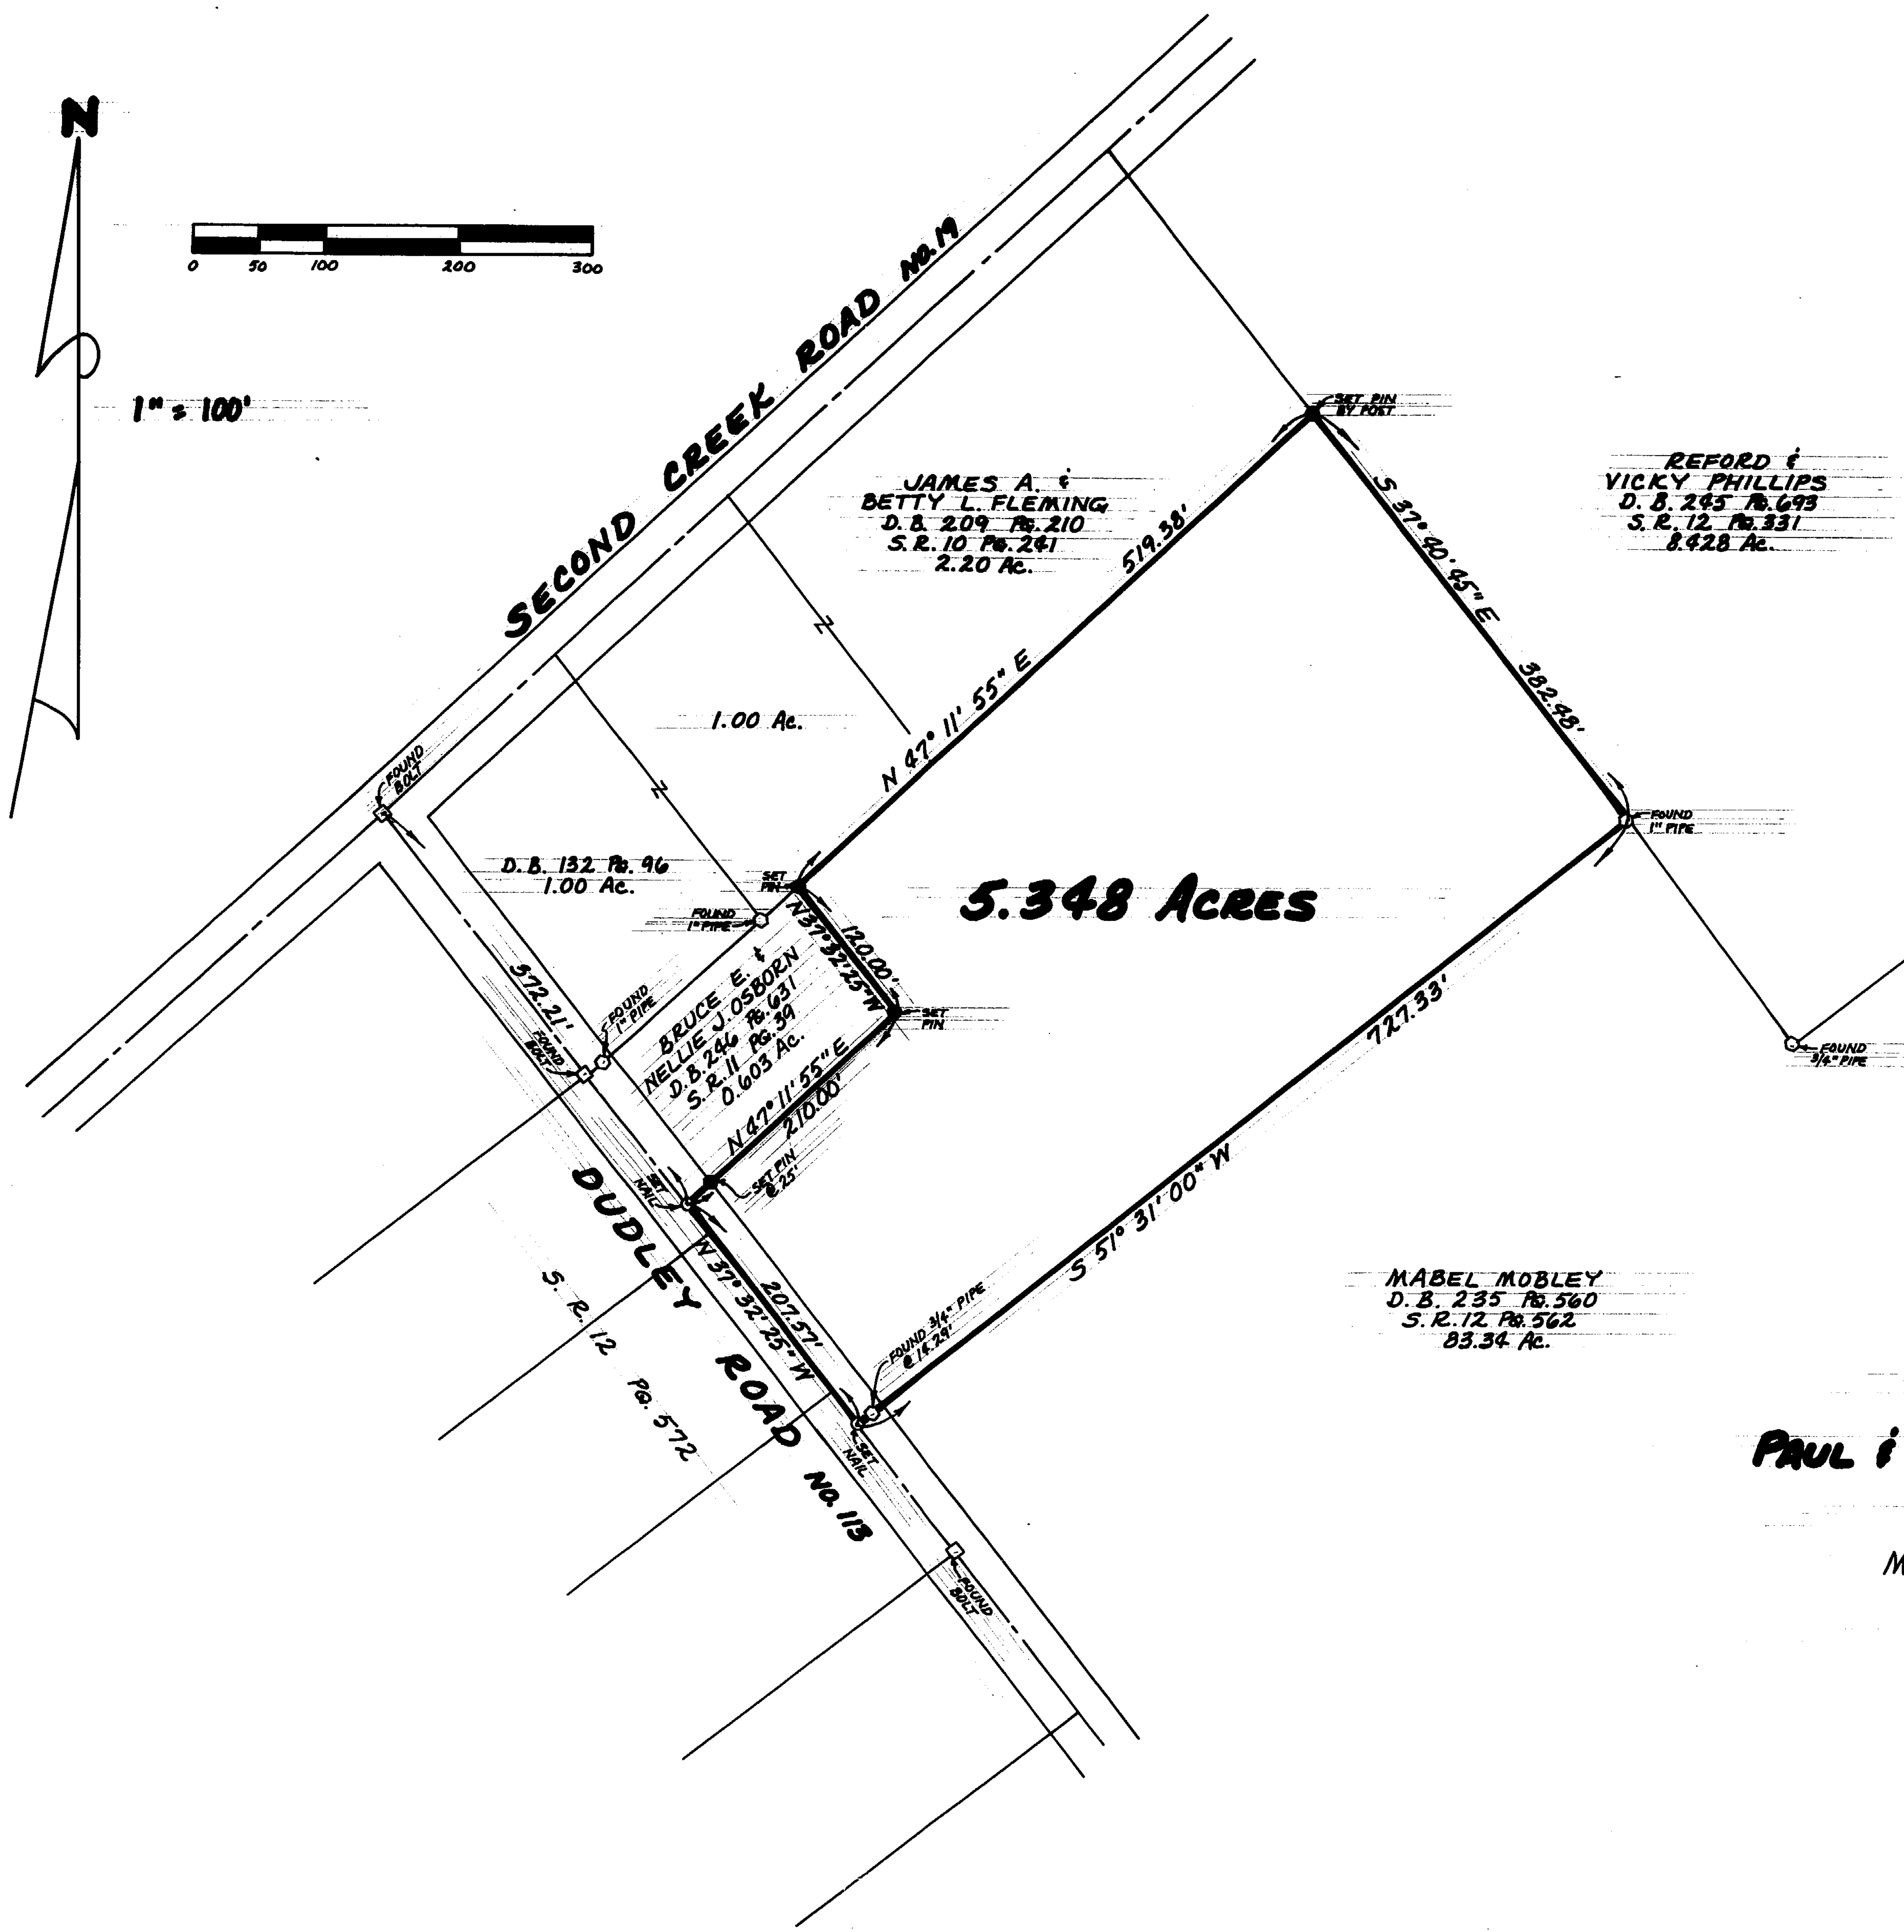 N
0 50 100 200 300
1" = 100'
SECOND CREEK ROAD NO. 19
SET PIN
BY POST
JAMES A. &
BETTY L. FLEMING
D. B. 209 PG. 210
S. R. 10 PG. 241
2.20 Ac.
REFORD &
VICKY PHILLIPS
D. B. 245 PG. 693
S. R. 12 PG. 331
8.428 Ac.
519.38'
N 47° 11' 55" E
S 37° 40' 45" E
382.48'
1.00 Ac.
FOUND
BOLT
FOUND
1" PIPE
D. B. 132 PG. 96
1.00 Ac.
SET
PIN
FOUND
1" PIPE
5.348 ACRES
120.00'
N 37° 32' 25" W
BRUCE E. &
NELLIE J. OSBORN
D. B. 246 PG. 631
S. R. 11 PG. 39
0.603 Ac.
372.21'
FOUND
1" PIPE
FOUND
BOLT
SET
PIN
727.33'
S 51° 31' 00" W
FOUND
3/4" PIPE
N 47° 11' 55" E
210.00'
SET PIN
@ 25'
SET
NAIL
DUDLEY ROAD NO. 113
207.57'
N 37° 32' 25" W
S. R. 12 PG. 572
FOUND 3/4" PIPE
@ 14.29'
MABEL MOBLEY
D. B. 235 PG. 560
S. R. 12 PG. 562
83.34 Ac.
SET
NAIL
PAUL &
FOUND
BOLT
M